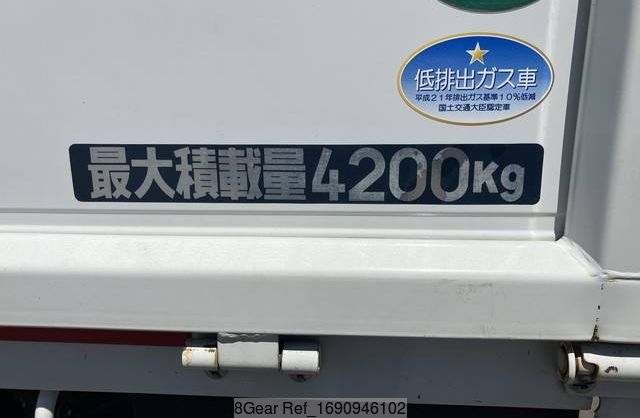 低排出ガス車
平成21年排出ガス基準10%低減
国土交通大臣認定車
最大積載量4200Kg
8Gear Ref_1690946102